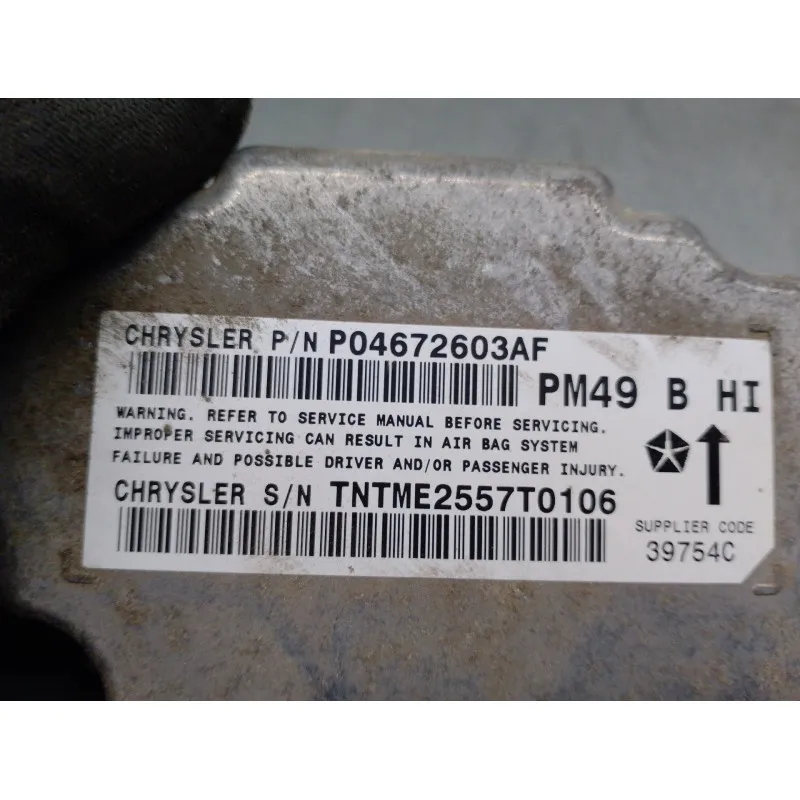 CHRYSLER P/N P04672603AF
PM49 B HI
WARNING. REFER TO SERVICE MANUAL BEFORE SERVICING.
IMPROPER SERVICING CAN RESULT IN AIR BAG SYSTEM
FAILURE AND POSSIBLE DRIVER AND/OR PASSENGER INJURY.
CHRYSLER S/N TNTME2557T0106
SUPPLIER CODE
39754C